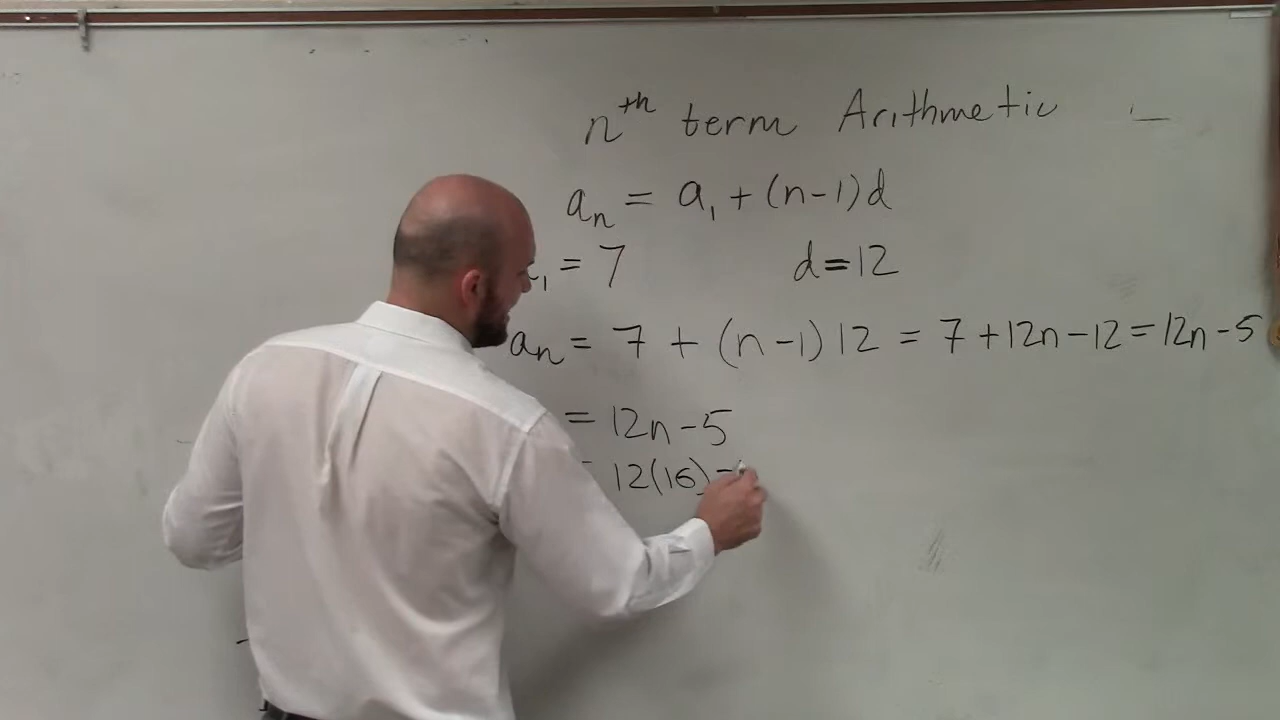 nth term Arithmetic
an = a1 + (n-1)d
1 = 7 d=12
an = 7 + (n-1) 12 = 7 +12n -12 = 12n -5
= 12n -5
= 12(16) -